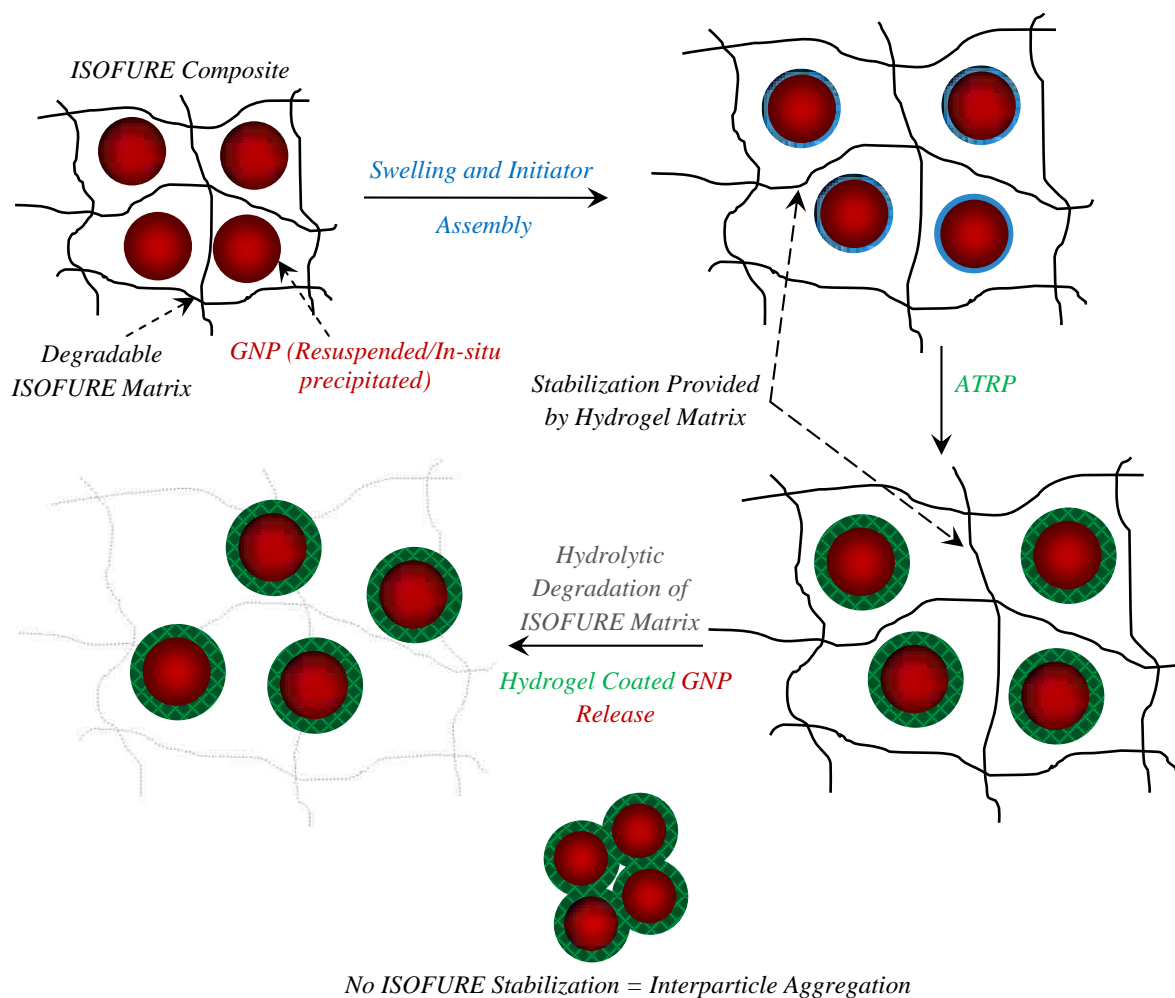 ISOFURE Composite
Swelling and Initiator
Assembly
Degradable
ISOFURE Matrix
GNP (Resuspended/In-situ
precipitated)
Stabilization Provided
by Hydrogel Matrix
ATRP
Hydrolytic
Degradation of
ISOFURE Matrix
Hydrogel Coated GNP
Release
No ISOFURE Stabilization = Interparticle Aggregation